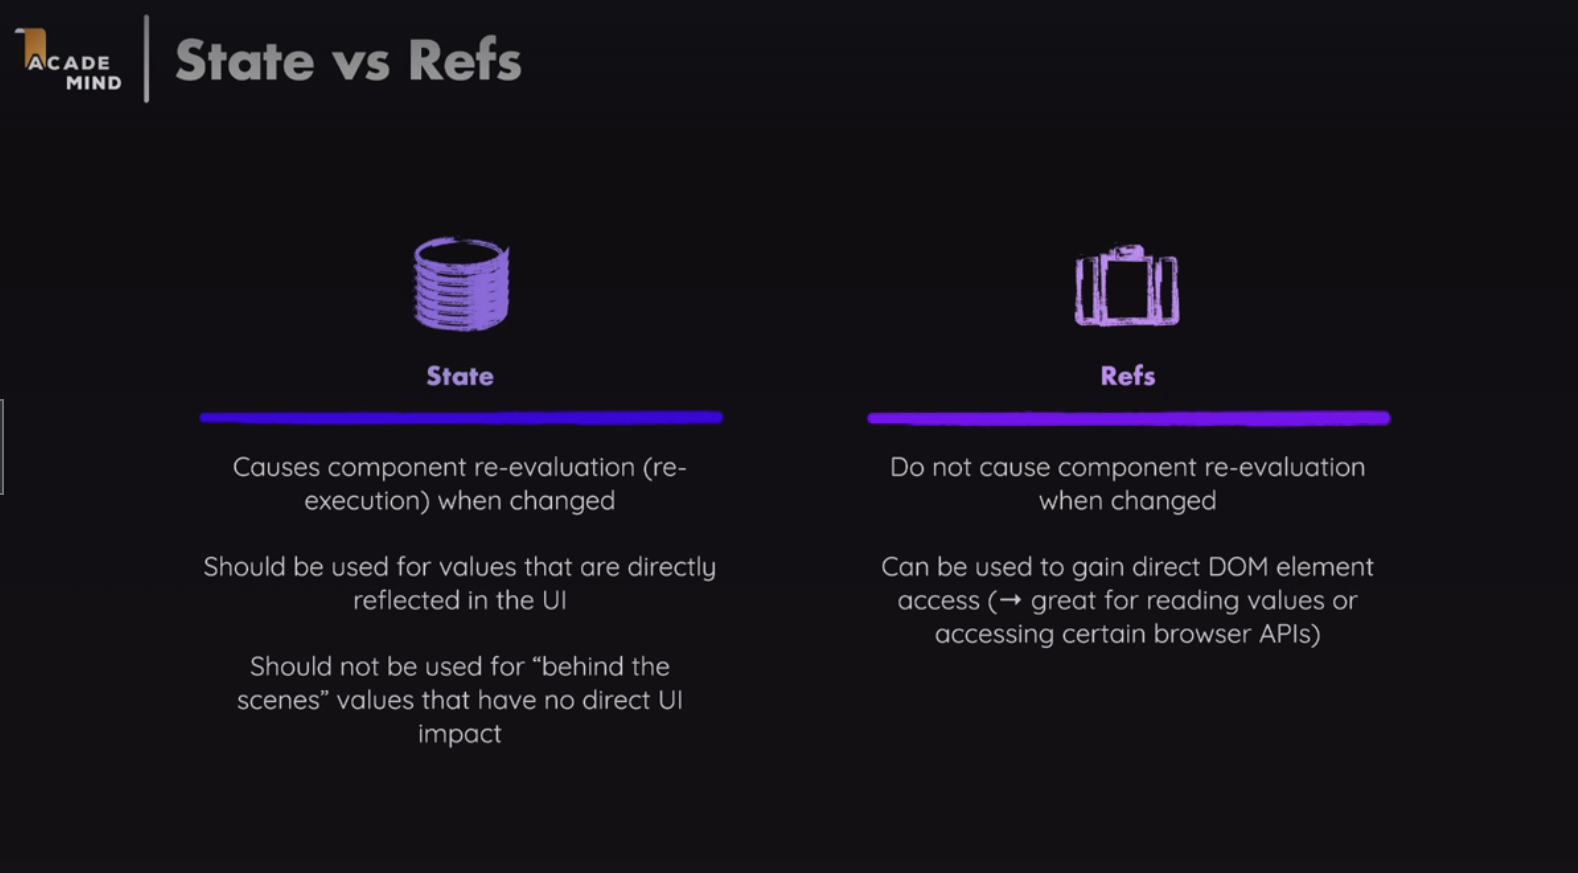 ACADE
MIND
State vs Refs
State
Causes component re-evaluation (re-
execution) when changed
Should be used for values that are directly
reflected in the UI
Should not be used for “behind the
scenes” values that have no direct UI
impact
Refs
Do not cause component re-evaluation
when changed
Can be used to gain direct DOM element
access (→ great for reading values or
accessing certain browser APIs)